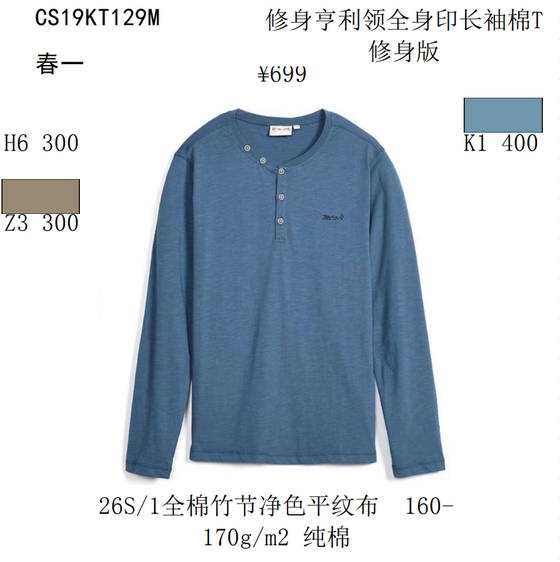 CS19KT129M
修身亨利领全身印长袖棉T
修身版
春一
¥699
H6 300
K1 400
Z3 300
26S/1全棉竹节净色平纹布 160-
170g/m2 纯棉